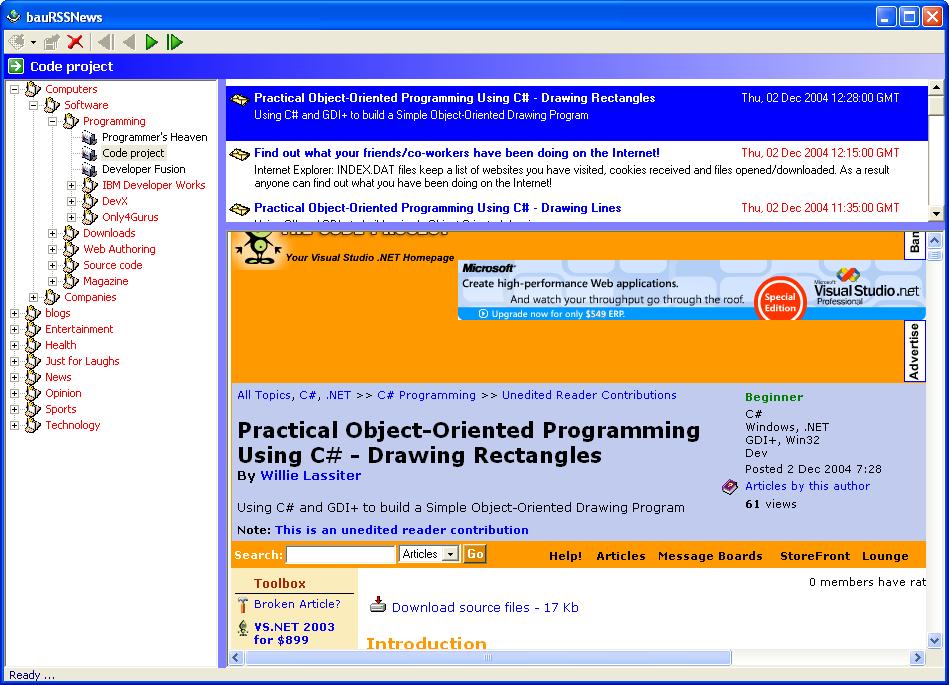 bauRSSNews
Code project
Computers
Software
Programming
Programmer's Heaven
Code project
Developer Fusion
IBM Developer Works
DevX
Only4Gurus
Downloads
Web Authoring
Source code
Magazine
Companies
blogs
Entertainment
Health
Just for Laughs
News
Opinion
Sports
Technology
Practical Object-Oriented Programming Using C# - Drawing Rectangles Thu, 02 Dec 2004 12:28:00 GMT
Using C# and GDI+ to build a Simple Object-Oriented Drawing Program
Find out what your friends/co-workers have been doing on the Internet! Thu, 02 Dec 2004 12:15:00 GMT
Internet Explorer: INDEX.DAT files keep a list of websites you have visited, cookies received and files opened/downloaded. As a result
anyone can find out what you have been doing on the Internet!
Practical Object-Oriented Programming Using C# - Drawing Lines Thu, 02 Dec 2004 11:35:00 GMT
THE CODE PROJECT
Your Visual Studio .NET Homepage
Ban
Microsoft
Create high-performance Web applications.
And watch your throughput go through the roof.
Upgrade now for only $549 ERP.
Special
Edition
Microsoft
Visual Studio.net
Professional
Advertise
All Topics, C#, .NET >> C# Programming >> Unedited Reader Contributions
Practical Object-Oriented Programming
Using C# - Drawing Rectangles
By Willie Lassiter
Using C# and GDI+ to build a Simple Object-Oriented Drawing Program
Note: This is an unedited reader contribution
Beginner
C#
Windows, .NET
GDI+, Win32
Dev
Posted 2 Dec 2004 7:28
Articles by this author
61 views
Search: Articles Go Help! Articles Message Boards StoreFront Lounge
Toolbox
Broken Article?
VS.NET 2003
for $899
0 members have rat
Download source files - 17 Kb
Introduction
Ready ...